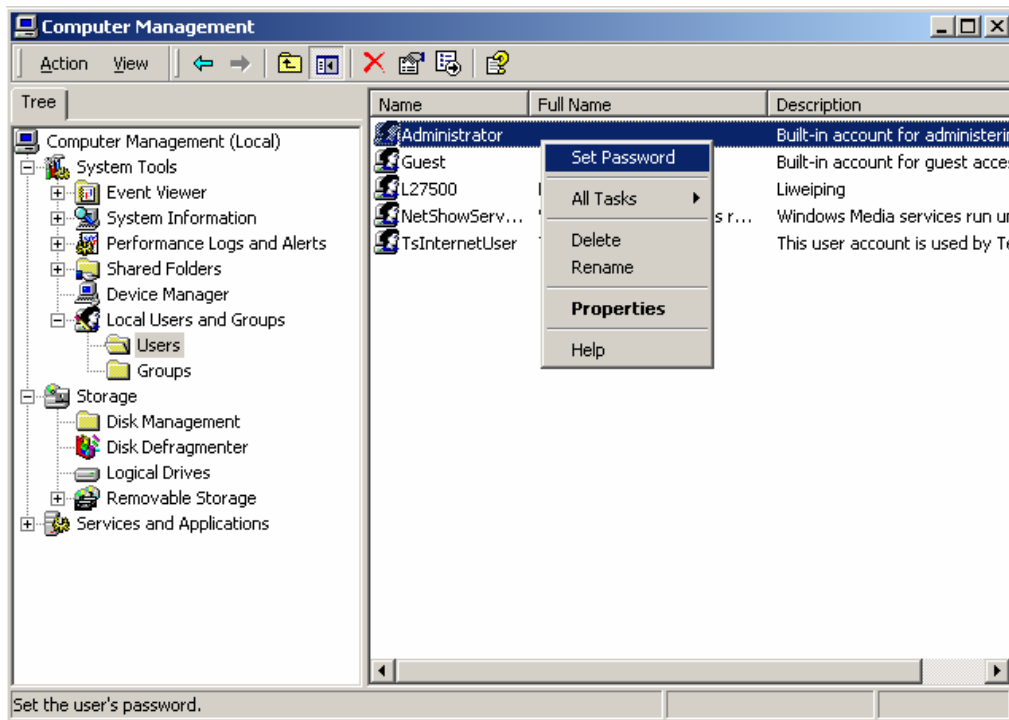 Computer Management
Action View
Tree
Computer Management (Local)
System Tools
Event Viewer
System Information
Performance Logs and Alerts
Shared Folders
Device Manager
Local Users and Groups
Users
Groups
Storage
Disk Management
Disk Defragmenter
Logical Drives
Removable Storage
Services and Applications
Name Full Name Description
Administrator Built-in account for administerin
Guest Built-in account for guest acce
L27500 Liweiping
NetShowServ... s r... Windows Media services run
TsInternetUser This user account is used by
Set Password
All Tasks
Delete
Rename
Properties
Help
Set the user's password.